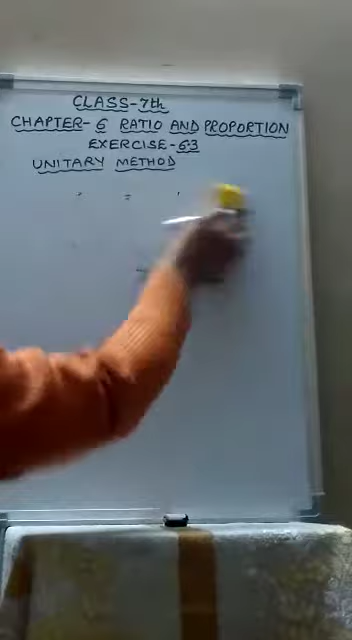 CLASS-7th
CHAPTER-6 RATIO AND PROPORTION
EXERCISE-6.3
UNITARY METHOD